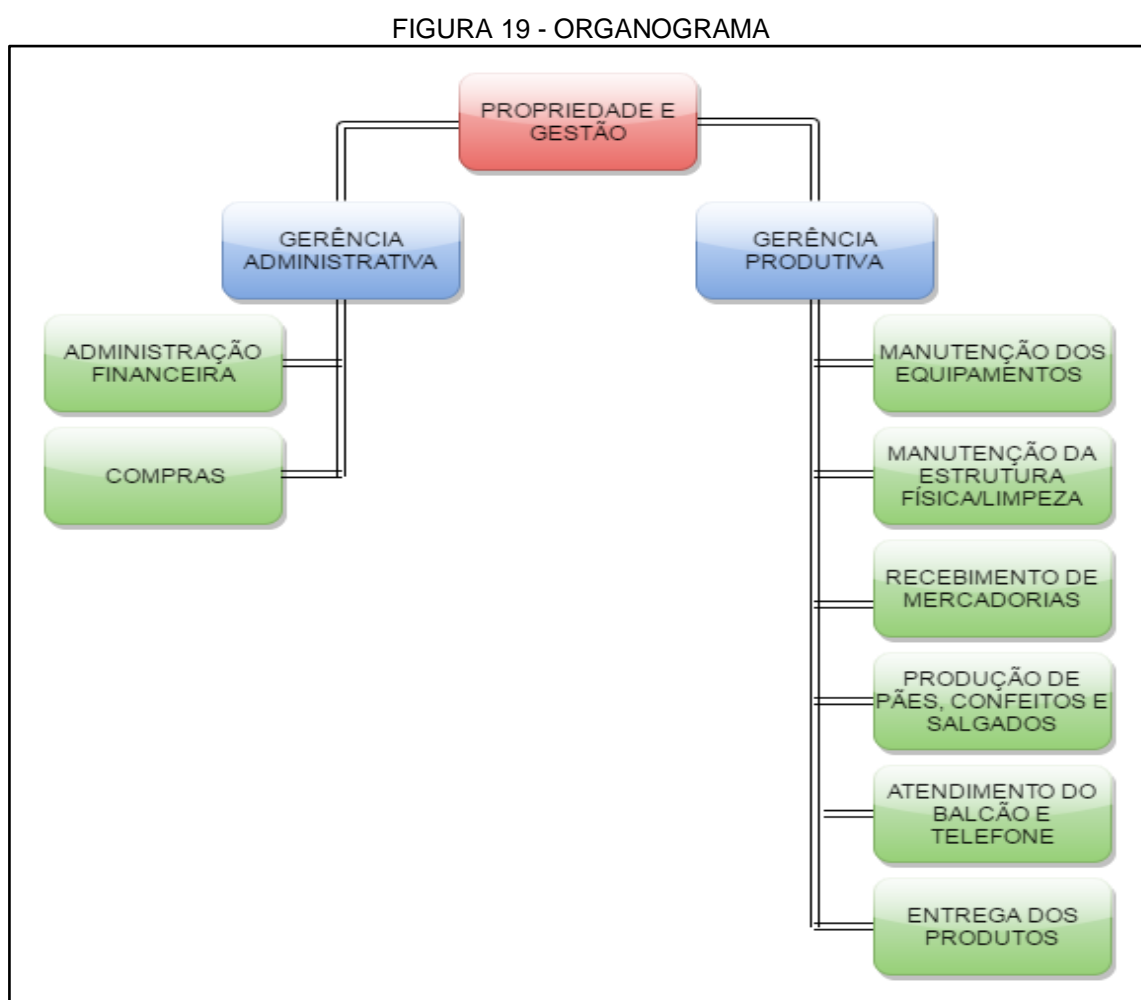 FIGURA 19 - ORGANOGRAMA
PROPRIEDADE E
GESTÃO
GERÊNCIA
ADMINISTRATIVA
GERÊNCIA
PRODUTIVA
ADMINISTRAÇÃO
FINANCEIRA
COMPRAS
MANUTENÇÃO DOS
EQUIPAMENTOS
MANUTENÇÃO DA
ESTRUTURA
FÍSICA/LIMPEZA
RECEBIMENTO DE
MERCADORIAS
PRODUÇÃO DE
PÃES, CONFEITOS E
SALGADOS
ATENDIMENTO DO
BALCÃO E
TELEFONE
ENTREGA DOS
PRODUTOS